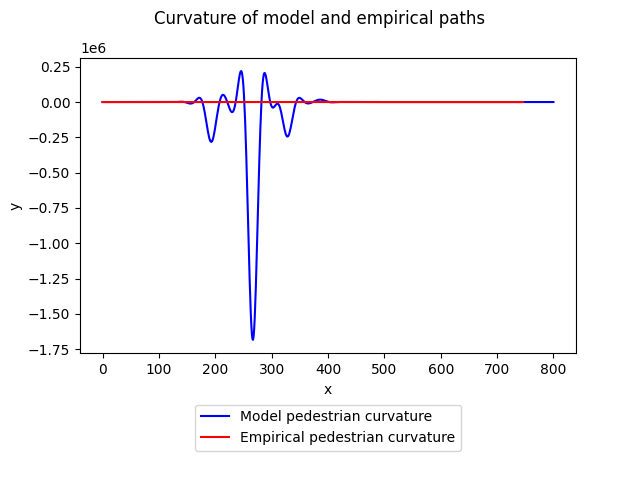 Curvature of model and empirical paths
1e6
0.25
0.00
−0.25
−0.50
−0.75
−1.00
−1.25
−1.50
−1.75
y
0 100 200 300 400 500 600 700 800
x
Model pedestrian curvature
Empirical pedestrian curvature